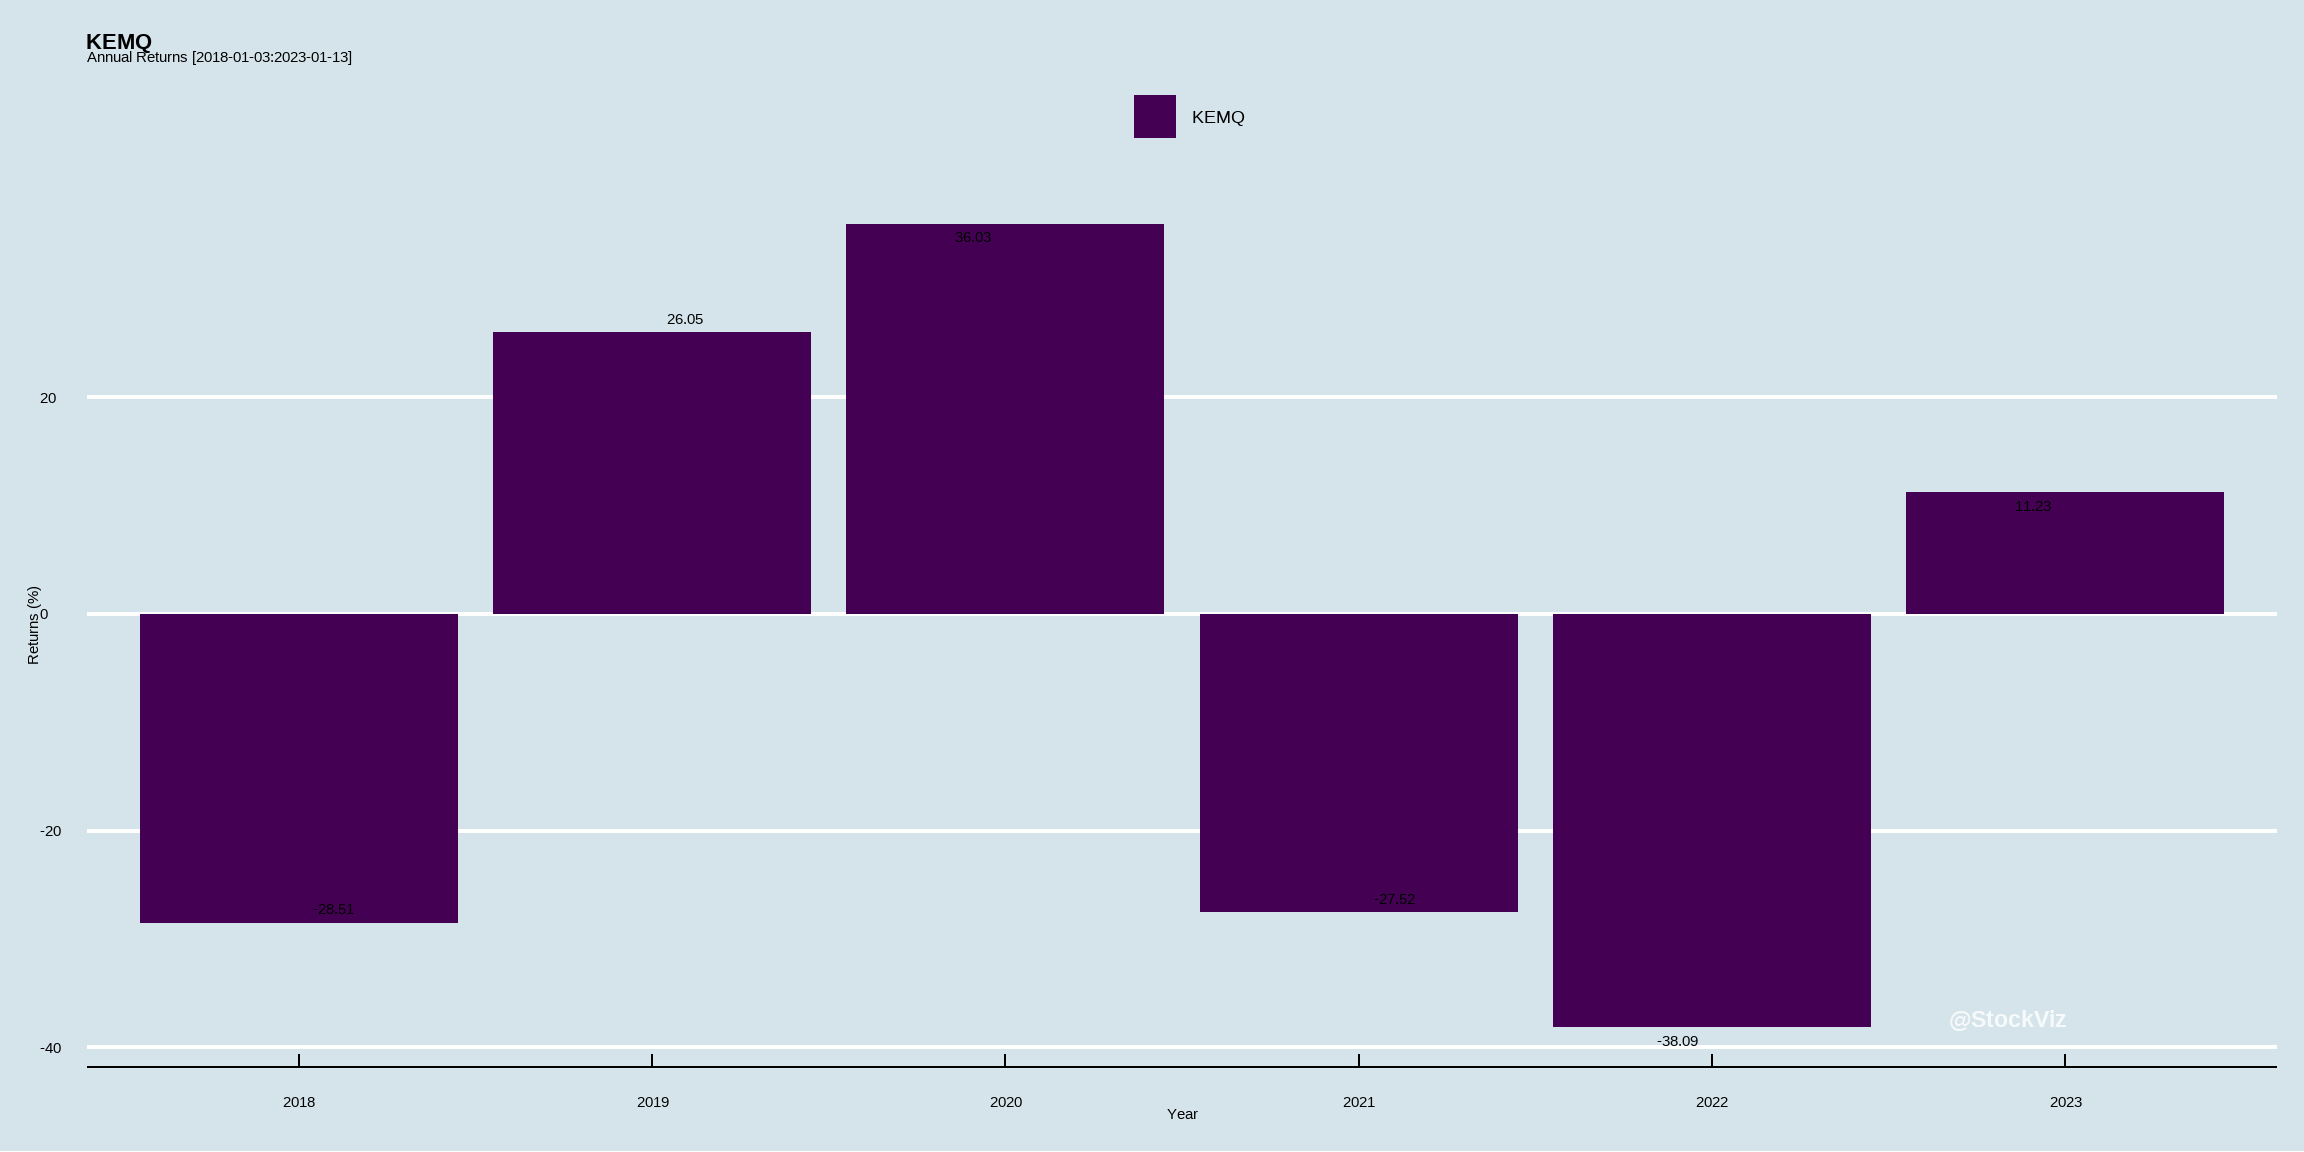 KEMQ
Annual Returns [2018-01-03:2023-01-13]
KEMQ
36.03
26.05
20
11.23
Returns (%)
0
-20
-27.52
-28.51
@StockViz
-38.09
-40
2018 2019 2020 2021 2022 2023
Year